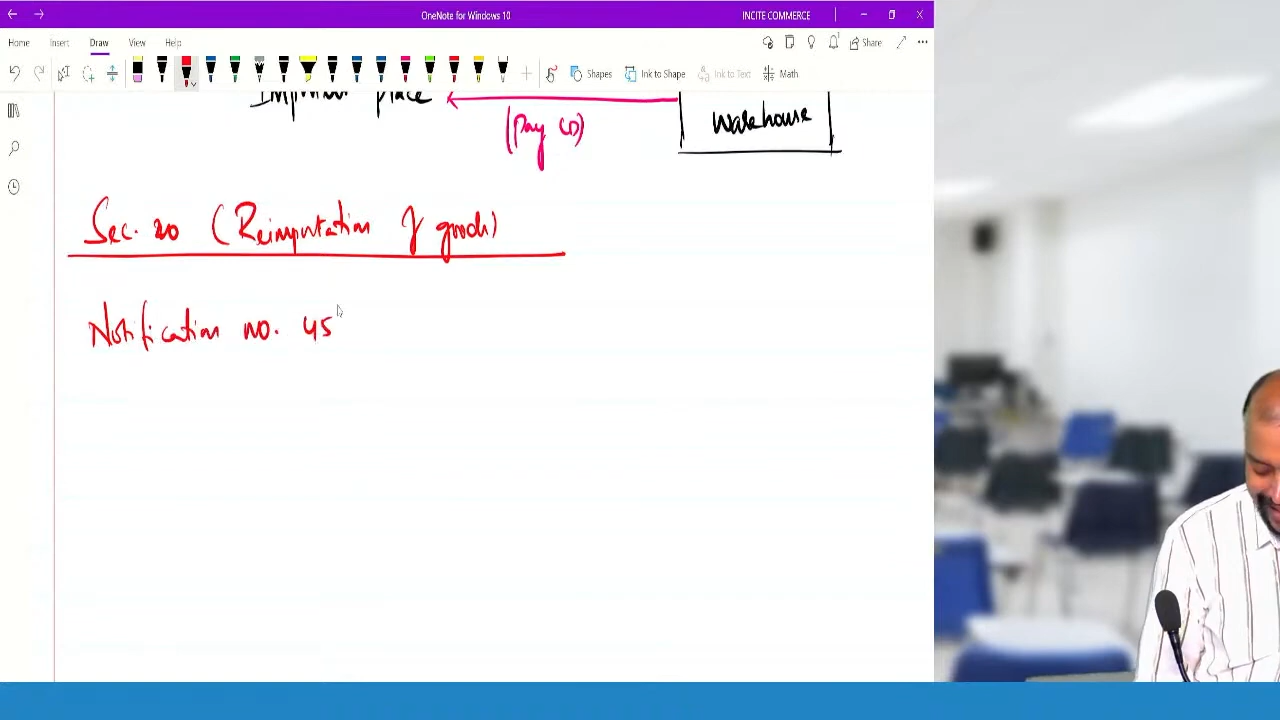 OneNote for Windows 10
INCITE COMMERCE
Home Insert Draw View Help
Share
Shapes Ink to Shape Ink to Text Math
place
(Pay CD)
warehouse
Sec. 20 (Reimportation of goods)
Notification no. 45